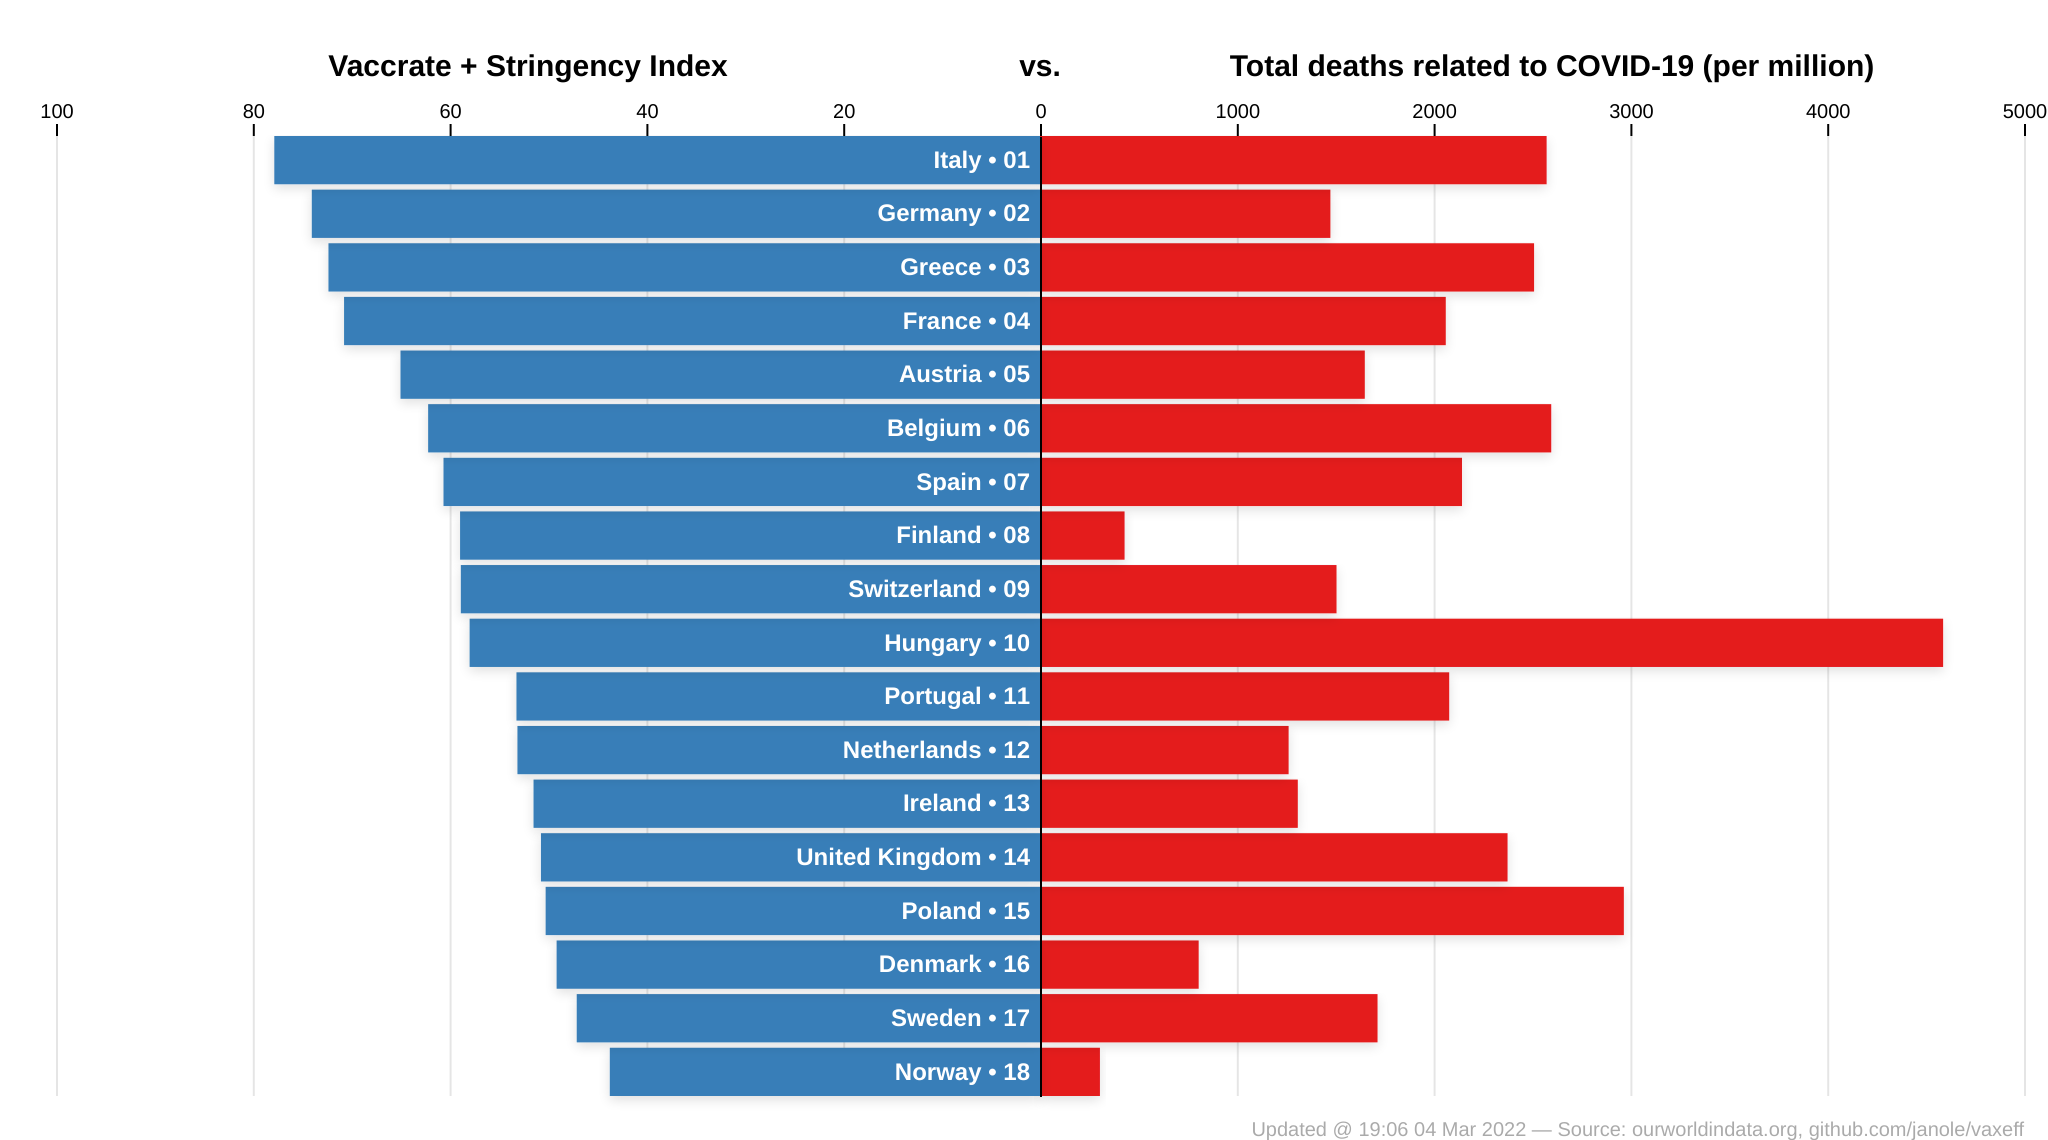 Vaccrate + Stringency Index vs. Total deaths related to COVID-19 (per million)
100 80 60 40 20 0 1000 2000 3000 4000 5000
Italy • 01
Germany • 02
Greece • 03
France • 04
Austria • 05
Belgium • 06
Spain • 07
Finland • 08
Switzerland • 09
Hungary • 10
Portugal • 11
Netherlands • 12
Ireland • 13
United Kingdom • 14
Poland • 15
Denmark • 16
Sweden • 17
Norway • 18
Updated @ 19:06 04 Mar 2022 — Source: ourworldindata.org, github.com/janole/vaxeff